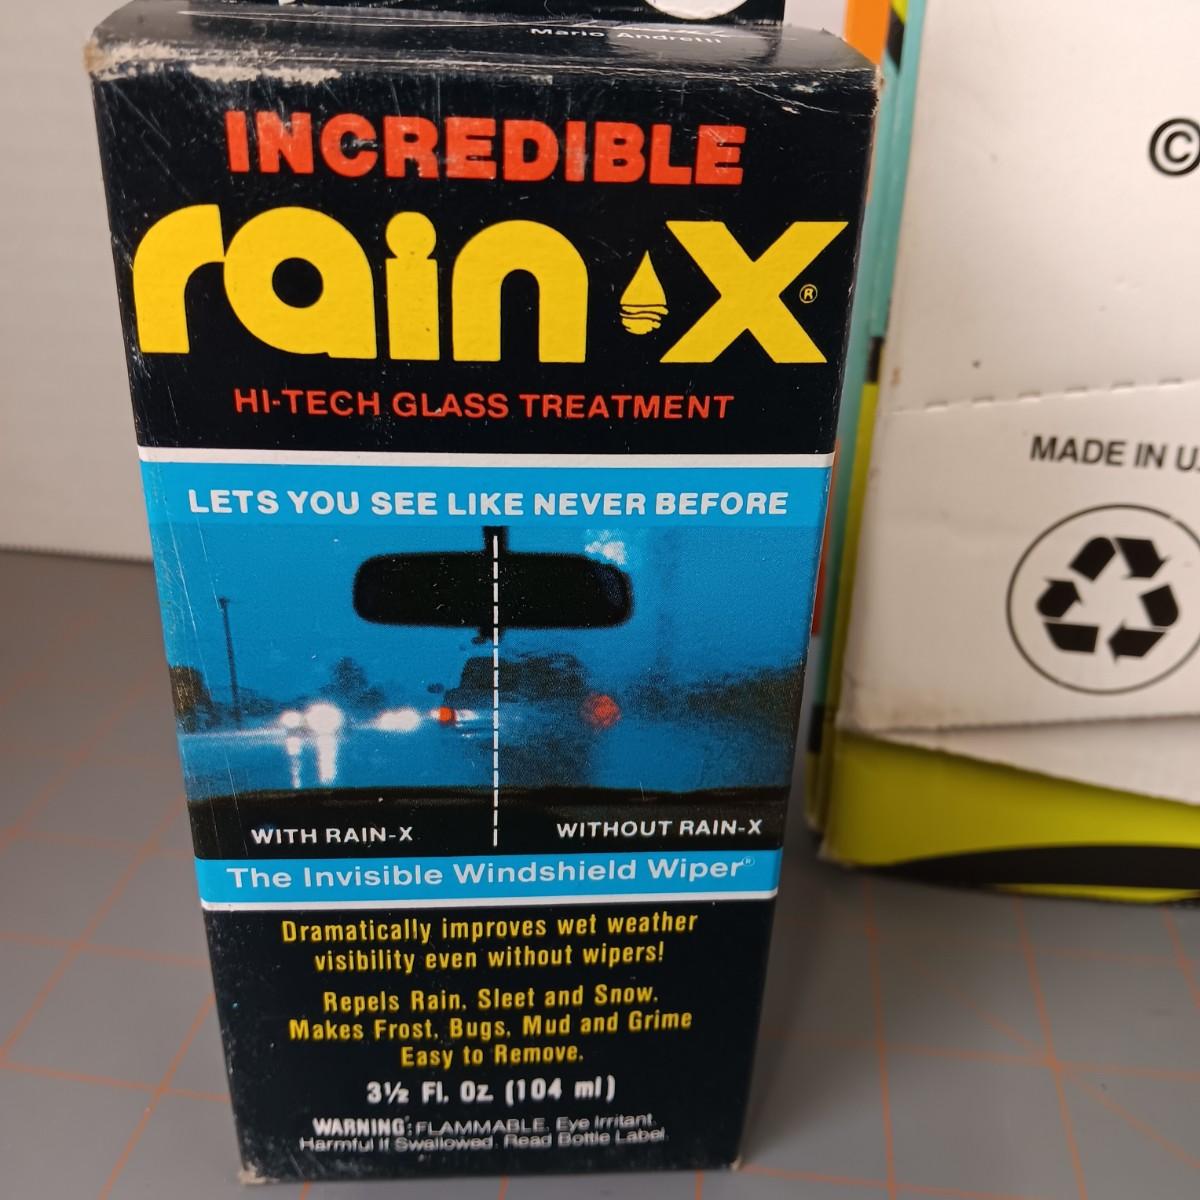 Mario Andretti
INCREDIBLE
rain·X®
HI-TECH GLASS TREATMENT
LETS YOU SEE LIKE NEVER BEFORE
WITH RAIN-X
WITHOUT RAIN-X
The Invisible Windshield Wiper®
Dramatically improves wet weather
visibility even without wipers!
Repels Rain, Sleet and Snow.
Makes Frost, Bugs, Mud and Grime
Easy to Remove.
3½ Fl. Oz. (104 ml)
WARNING: FLAMMABLE. Eye Irritant.
Harmful If Swallowed. Read Bottle Label.
©
MADE IN U.